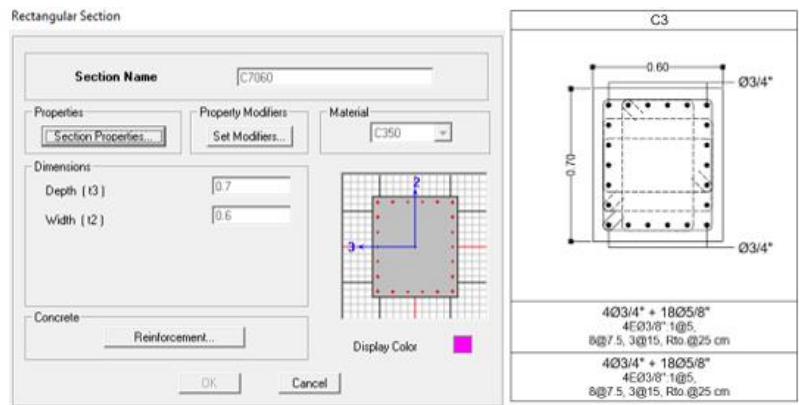 Rectangular Section
Section Name
C7060
Properties
Section Properties...
Property Modifiers
Set Modifiers...
Material
C350
Dimensions
Depth ( t3 )
0.7
Width ( t2 )
0.6
2
3
Concrete
Reinforcement...
Display Color
OK
Cancel
C3
0.60
Ø3/4"
0.70
Ø3/4"
4Ø3/4" + 18Ø5/8"
4EØ3/8":1@5,
8@7.5, 3@15, Rto.@25 cm
4Ø3/4" + 18Ø5/8"
4EØ3/8":1@5,
8@7.5, 3@15, Rto.@25 cm